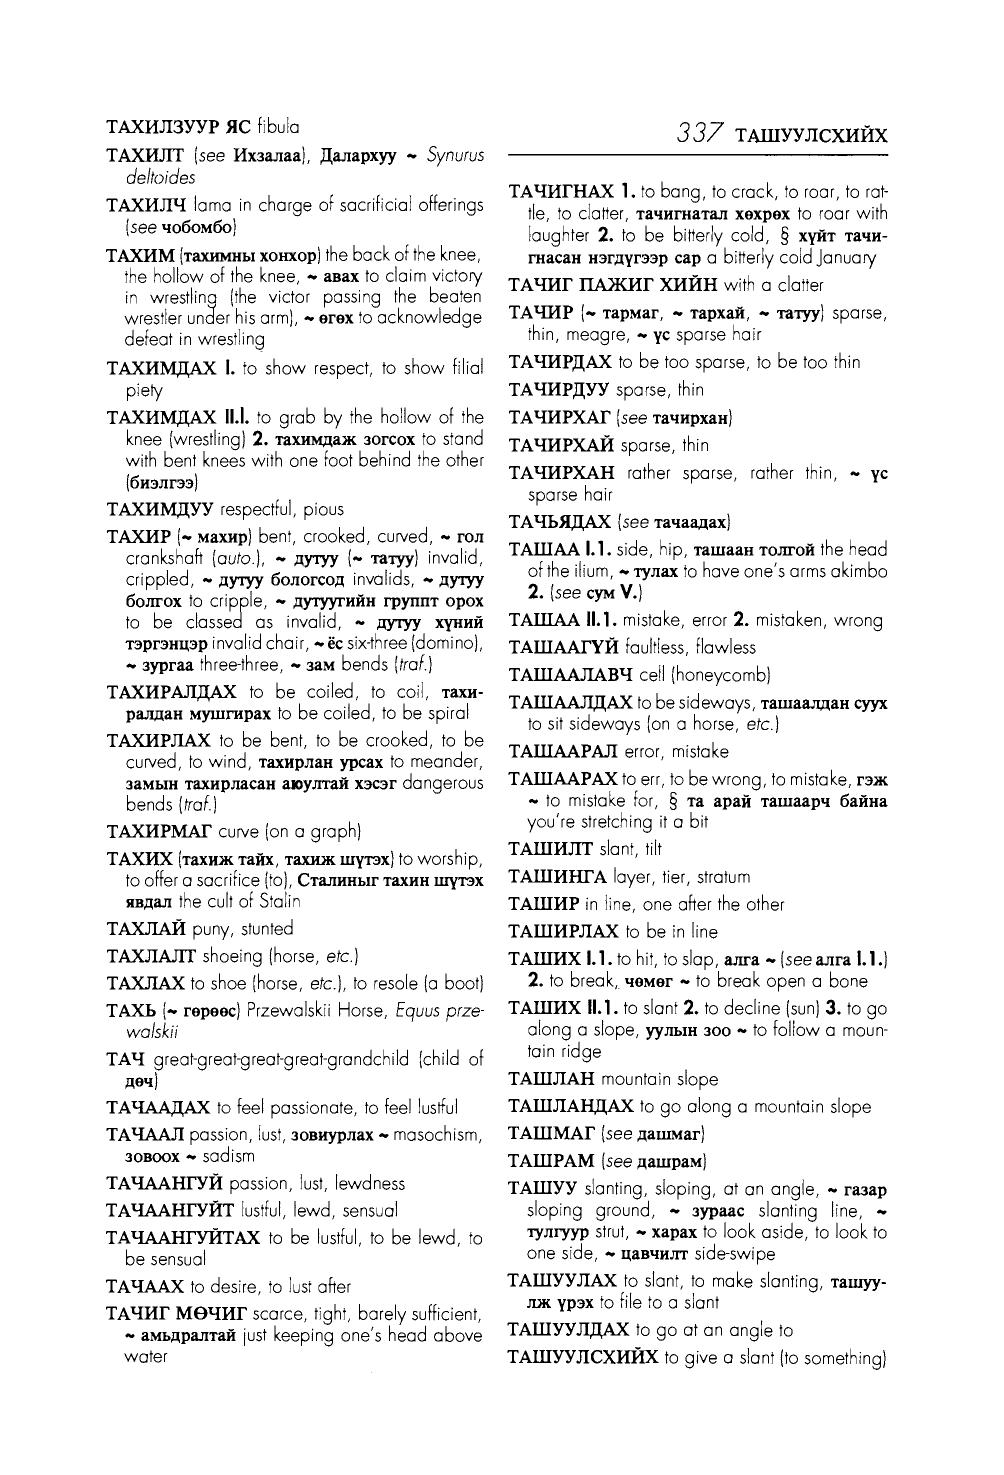 ТАХИЛЗУУР ЯС fibula
ТАХИЛТ (see Ихзалаа), Далархуу ~ Synurus
deltoides
ТАХИЛЧ lama in charge of sacrificial offerings
(see чобомбо)
ТАХИМ (тахимны хонхор) the back of the knee,
the hollow of the knee, ~ авах to claim victory
in wrestling (the victor passing the beaten
wrestler under his arm), ~ өгөх to acknowledge
defeat in wrestling
ТАХИМДАХ I. to show respect, to show filial
piety
ТАХИМДАХ II.I. to grab by the hollow of the
knee (wrestling) 2. тахимдаж зогсох to stand
with bent knees with one foot behind the other
(биэлгээ)
ТАХИМДУУ respectful, pious
ТАХИР (~ махир) bent, crooked, curved, ~ гол
crankshaft (auto.), ~ дутуу (~ татуу) invalid,
crippled, ~ дутуу бологсод invalids, ~ дутуу
болгох to cripple, ~ дутуугийн группт орох
to be classed as invalid, ~ дутуу хүний
тэргэнцэр invalid chair, ~ ёс six-three (domino),
~ зургаа three-three, ~ зам bends (traf.)
ТАХИРАЛДАХ to be coiled, to coil, тахи-
ралдан мушгирах to be coiled, to be spiral
ТАХИРЛАХ to be bent, to be crooked, to be
curved, to wind, тахирлан урсах to meander,
замын тахирласан аюултай хэсэг dangerous
bends (traf.)
ТАХИРМАГ curve (on a graph)
ТАХИХ (тахиж тайх, тахиж шүтэх) to worship,
to offer a sacrifice (to), Сталиныг тахин шүтэх
явдал the cult of Stalin
ТАХЛАЙ puny, stunted
ТАХЛАЛТ shoeing (horse, etc.)
ТАХЛАХ to shoe (horse, etc.), to resole (a boot)
ТАХЬ (~ гөрөөс) Przewalskii Horse, Equus prze-
walskii
ТАЧ great-great-great-great-grandchild (child of
дөч)
ТАЧААДАХ to feel passionate, to feel lustful
ТАЧААЛ passion, lust, зовиурлах ~ masochism,
зовоох ~ sadism
ТАЧААНГУЙ passion, lust, lewdness
ТАЧААНГУЙТ lustful, lewd, sensual
ТАЧААНГУЙТАХ to be lustful, to be lewd, to
be sensual
ТАЧААХ to desire, to lust after
ТАЧИГ МӨЧИГ scarce, tight, barely sufficient,
~ амьдралтай just keeping one's head above
water
337 ТАШУУЛСХИЙХ
ТАЧИГНАХ 1. to bang, to crack, to roar, to rat-
tle, to clatter, тачигнатал хөхрөх to roar with
laughter 2. to be bitterly cold, § хүйт тачи-
гнасан нэгдүгээр сар a bitterly cold January
ТАЧИГ ПАЖИГ ХИЙН with a clatter
ТАЧИР (~ тармаг, ~ тархай, ~ татуу) sparse,
thin, meagre, ~ үс sparse hair
ТАЧИРДАХ to be too sparse, to be too thin
ТАЧИРДУУ sparse, thin
ТАЧИРХАГ (see тачирхан)
ТАЧИРХАЙ sparse, thin
ТАЧИРХАН rather sparse, rather thin, ~ үс
sparse hair
ТАЧЬЯДАХ (see тачаадах)
ТАШАА I.1. side, hip, ташаан толгой the head
of the ilium, ~ тулах to have one's arms akimbo
2. (see сум V.)
ТАШАА II.1. mistake, error 2. mistaken, wrong
ТАШААГҮЙ faultless, flawless
ТАШААЛАВЧ cell (honeycomb)
ТАШААЛДАХ to be sideways, ташаалдан суух
to sit sideways (on a horse, etc.)
ТАШААРАЛ error, mistake
ТАШААРАХ to err, to be wrong, to mistake, гэж
~ to mistake for, § та арай ташаарч байна
you're stretching it a bit
ТАШИЛТ slant, tilt
ТАШИНГА layer, tier, stratum
ТАШИР in line, one after the other
ТАШИРЛАХ to be in line
ТАШИХ I.1. to hit, to slap, алга ~ (see алга I.1.)
2. to break, чөмөг ~ to break open a bone
ТАШИХ II.1. to slant 2. to decline (sun) 3. to go
along a slope, уулын зоо ~ to follow a moun-
tain ridge
ТАШЛАН mountain slope
ТАШЛАНДАХ to go along a mountain slope
ТАШМАГ (see дашмаг)
ТАШРАМ (see дашрам)
ТАШУУ slanting, sloping, at an angle, ~ газар
sloping ground, ~ зураас slanting line, ~
тулгуур strut, ~ харах to look aside, to look to
one side, ~ цавчилт side-swipe
ТАШУУЛАХ to slant, to make slanting, ташуу-
лж үрэх to file to a slant
ТАШУУЛДАХ to go at an angle to
ТАШУУЛСХИЙХ to give a slant (to something)